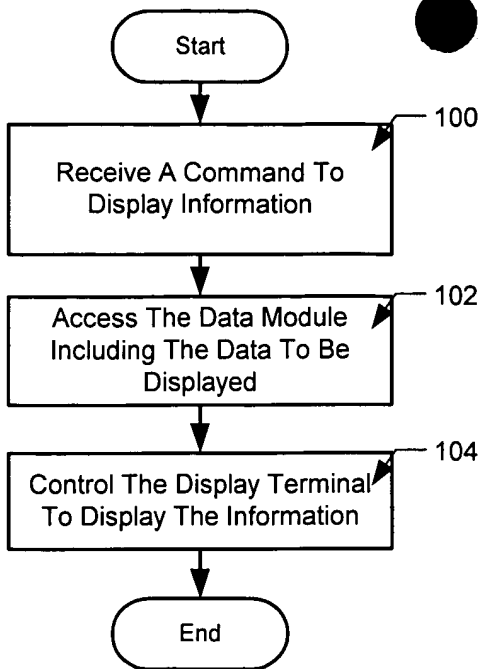 Start
100
Receive A Command To
Display Information
102
Access The Data Module
Including The Data To Be
Displayed
104
Control The Display Terminal
To Display The Information
End